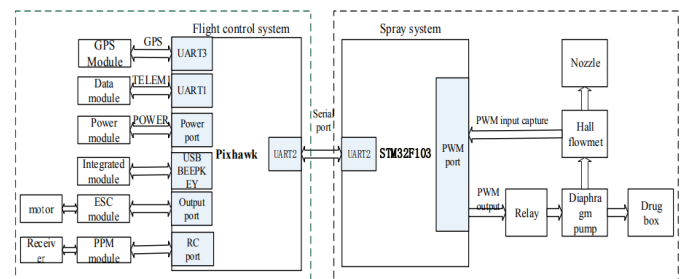 Flight control system
Spray system
GPS
Module
GPS
UART3
Data
module
TELEM1
UART1
Power
module
POWER
Power
port
Integrated
module
USB
BEEPK
EY
motor
ESC
module
Output
port
Receiv
er
PPM
module
RC
port
Pixhawk
UART2
Serial
port
UART2
STM32F103
PWM
port
PWM input capture
PWM
output
Relay
Nozzle
Hall
flowmet
Diaphra
gm
pump
Drug
box